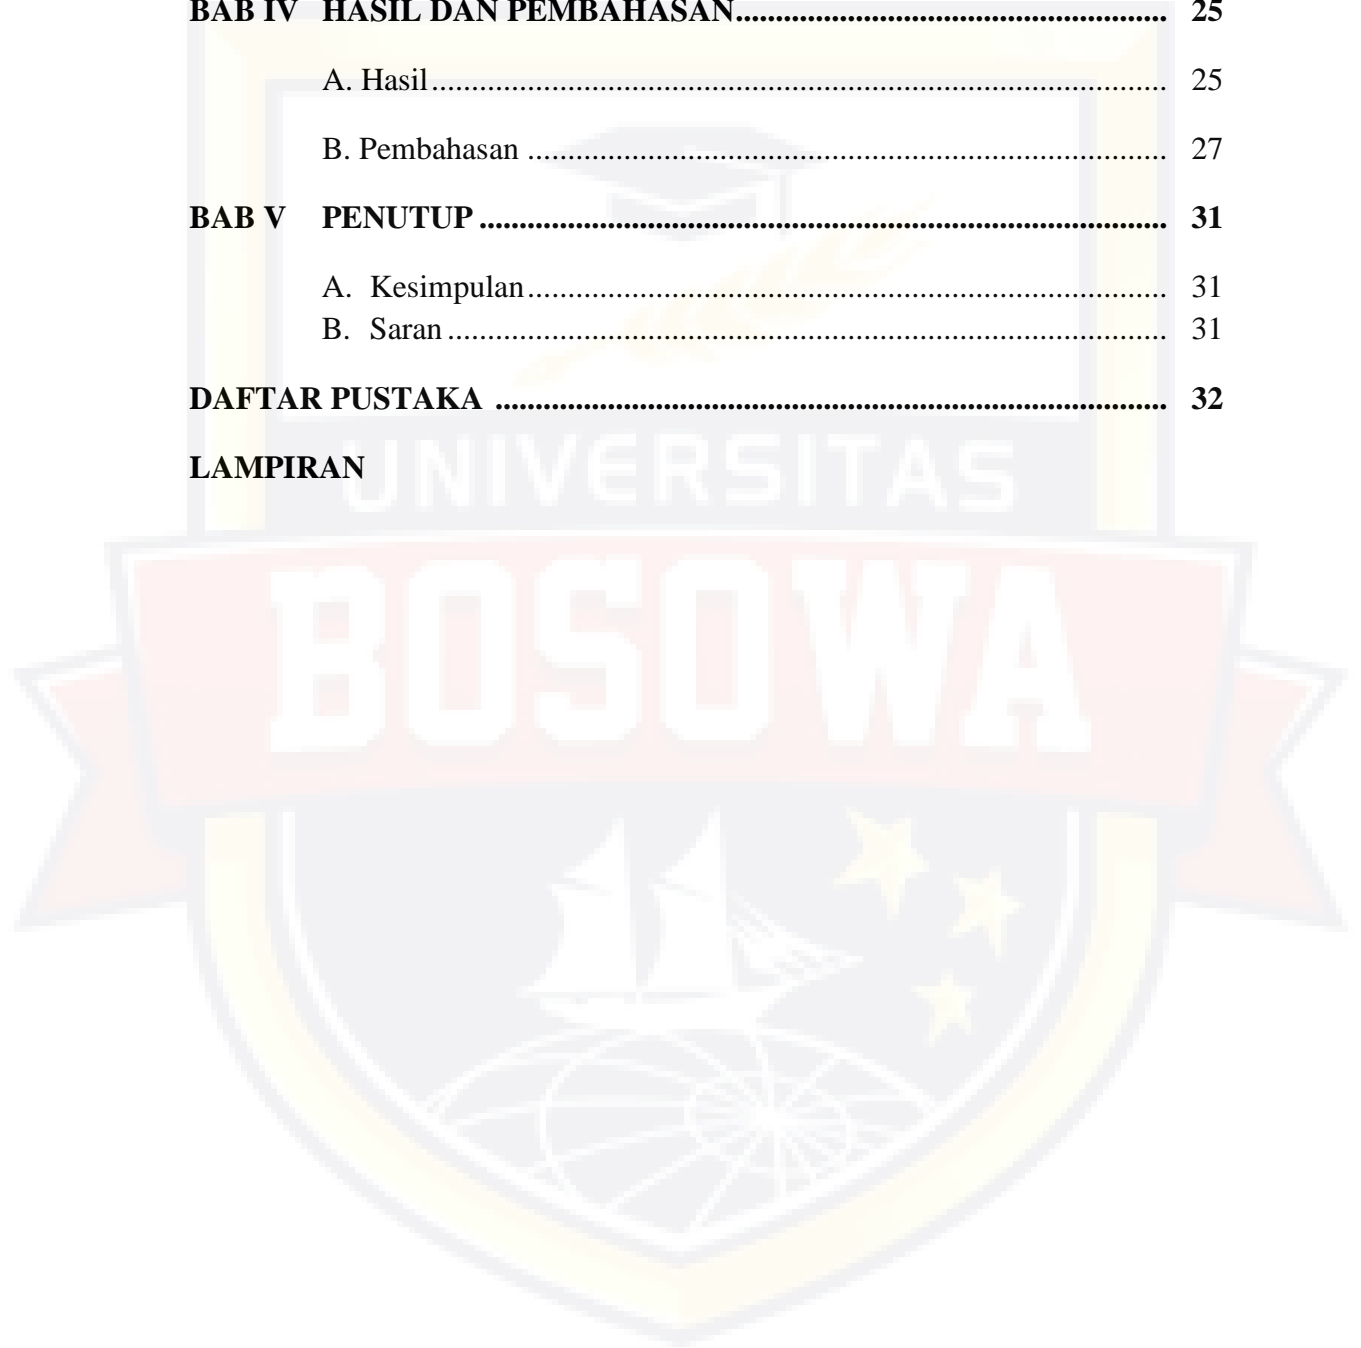 BAB IV HASIL DAN PEMBAHASAN.......................................................... 25
A. Hasil................................................................................................ 25
B. Pembahasan .................................................................................... 27
BAB V PENUTUP ........................................................................................... 31
A. Kesimpulan...................................................................................... 31
B. Saran ............................................................................................... 31
DAFTAR PUSTAKA ......................................................................................... 32
LAMPIRAN
UNIVERSITAS
BOSOWA